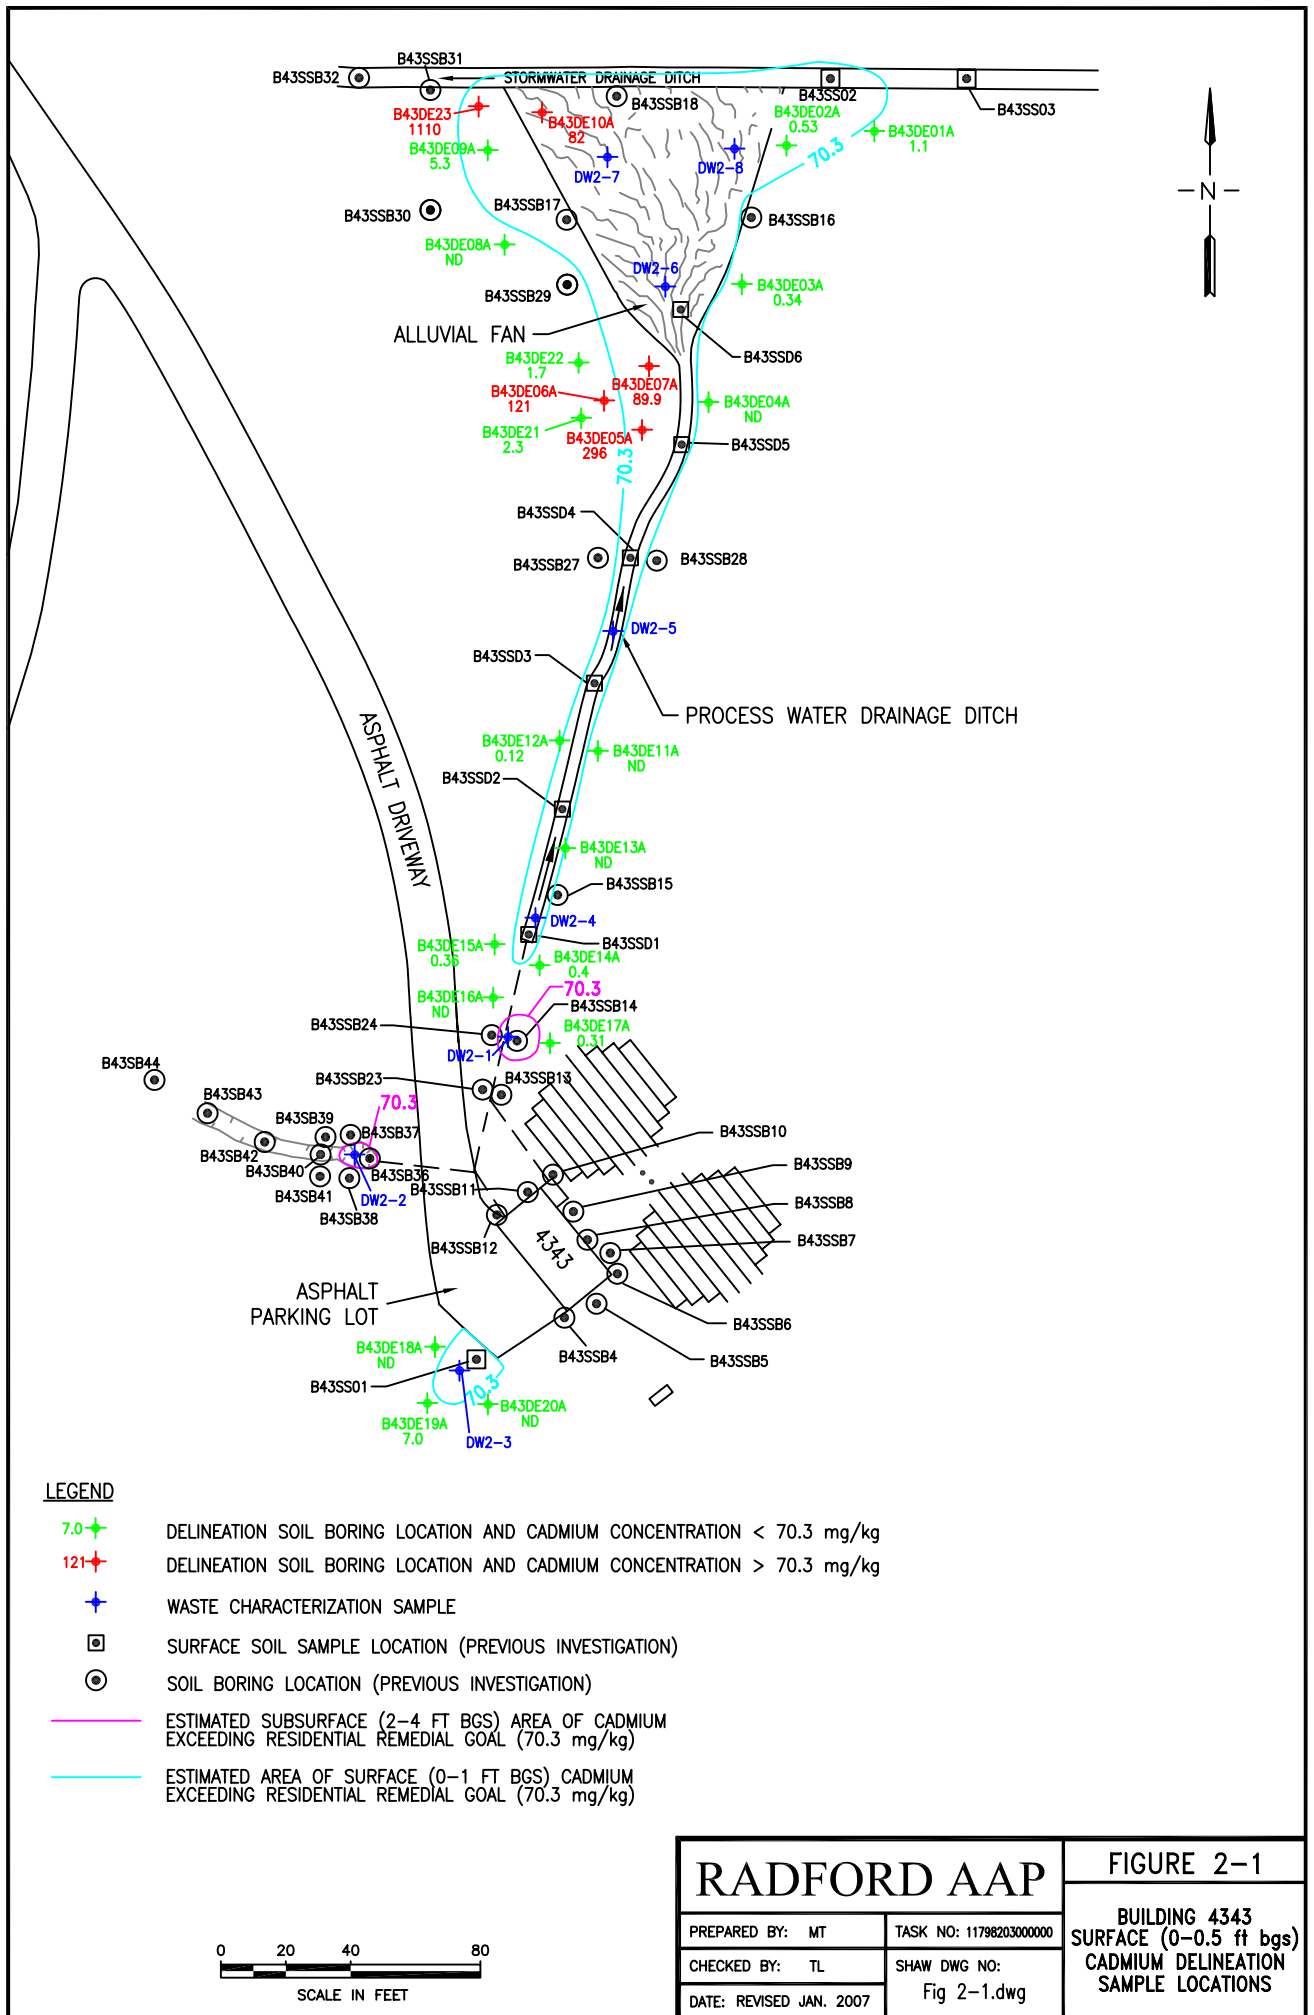 B43SSB31
B43SSB32
STORMWATER DRAINAGE DITCH
B43SS02
B43SS03
B43SSB18
B43DE23
1110
B43DE10A
82
B43DE02A
0.53
B43DE01A
1.1
B43DE09A
5.3
DW2-7
DW2-8
70.3
N
B43SSB17
B43SSB30
B43SSB16
B43DE08A
ND
DW2-6
B43SSB29
B43DE03A
0.34
ALLUVIAL FAN
B43SSD6
B43DE22
1.7
B43DE07A
89.9
B43DE06A
121
B43DE04A
ND
B43DE21
2.3
B43DE05A
296
B43SSD5
70.3
B43SSD4
B43SSB27
B43SSB28
DW2-5
B43SSD3
PROCESS WATER DRAINAGE DITCH
ASPHALT DRIVEWAY
B43DE12A
0.12
B43DE11A
ND
B43SSD2
B43DE13A
ND
B43SSB15
DW2-4
B43SSD1
B43DE15A
0.36
B43DE14A
0.4
70.3
B43DE16A
ND
B43SSB14
B43SSB24
B43DE17A
0.31
DW2-1
B43SB44
B43SSB23
B43SSB13
B43SB43
70.3
B43SB39
B43SB37
B43SSB10
B43SB42
B43SB40
B43SB36
B43SSB9
B43SB41
DW2-2
B43SSB11
B43SB38
B43SSB8
B43SSB12
4343
B43SSB7
ASPHALT
PARKING LOT
B43SSB6
B43DE18A
ND
B43SSB4
B43SSB5
B43SS01
70.3
B43DE19A
7.0
B43DE20A
ND
DW2-3
LEGEND
7.0
DELINEATION SOIL BORING LOCATION AND CADMIUM CONCENTRATION < 70.3 mg/kg
121
DELINEATION SOIL BORING LOCATION AND CADMIUM CONCENTRATION > 70.3 mg/kg
WASTE CHARACTERIZATION SAMPLE
SURFACE SOIL SAMPLE LOCATION (PREVIOUS INVESTIGATION)
SOIL BORING LOCATION (PREVIOUS INVESTIGATION)
ESTIMATED SUBSURFACE (2-4 FT BGS) AREA OF CADMIUM
EXCEEDING RESIDENTIAL REMEDIAL GOAL (70.3 mg/kg)
ESTIMATED AREA OF SURFACE (0-1 FT BGS) CADMIUM
EXCEEDING RESIDENTIAL REMEDIAL GOAL (70.3 mg/kg)
0 20 40 80
SCALE IN FEET
RADFORD AAP
PREPARED BY: MT
TASK NO: 11798203000000
CHECKED BY: TL
SHAW DWG NO:
Fig 2-1.dwg
DATE: REVISED JAN. 2007
FIGURE 2-1
BUILDING 4343
SURFACE (0-0.5 ft bgs)
CADMIUM DELINEATION
SAMPLE LOCATIONS